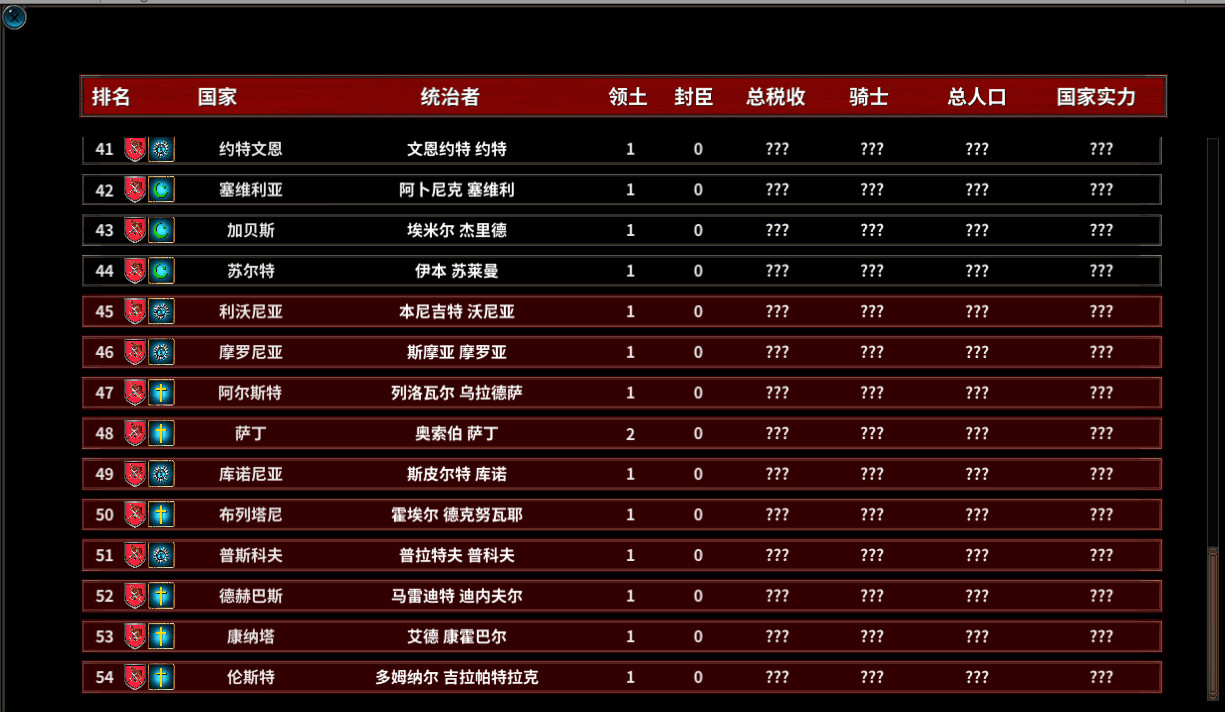 排名 国家 统治者 领土 封臣 总税收 骑士 总人口 国家实力
41 约特文恩 文恩约特 约特 1 0 ??? ??? ??? ???
42 塞维利亚 阿卜尼克 塞维利 1 0 ??? ??? ??? ???
43 加贝斯 埃米尔 杰里德 1 0 ??? ??? ??? ???
44 苏尔特 伊本 苏莱曼 1 0 ??? ??? ??? ???
45 利沃尼亚 本尼吉特 沃尼亚 1 0 ??? ??? ??? ???
46 摩罗尼亚 斯摩亚 摩罗亚 1 0 ??? ??? ??? ???
47 阿尔斯特 列洛瓦尔 乌拉德萨 1 0 ??? ??? ??? ???
48 萨丁 奥索伯 萨丁 2 0 ??? ??? ??? ???
49 库诺尼亚 斯皮尔特 库诺 1 0 ??? ??? ??? ???
50 布列塔尼 霍埃尔 德克努瓦耶 1 0 ??? ??? ??? ???
51 普斯科夫 普拉特夫 普科夫 1 0 ??? ??? ??? ???
52 德赫巴斯 马雷迪特 迪内夫尔 1 0 ??? ??? ??? ???
53 康纳塔 艾德 康霍巴尔 1 0 ??? ??? ??? ???
54 伦斯特 多姆纳尔 吉拉帕特拉克 1 0 ??? ??? ??? ???